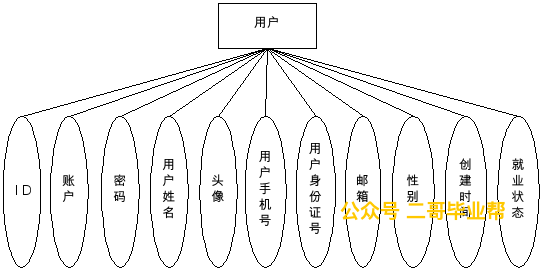 用户
ID
账户
密码
用户姓名
头像
用户手机号
用户身份证号
邮箱
性别
创建时间
就业状态
公众号 二哥毕业帮